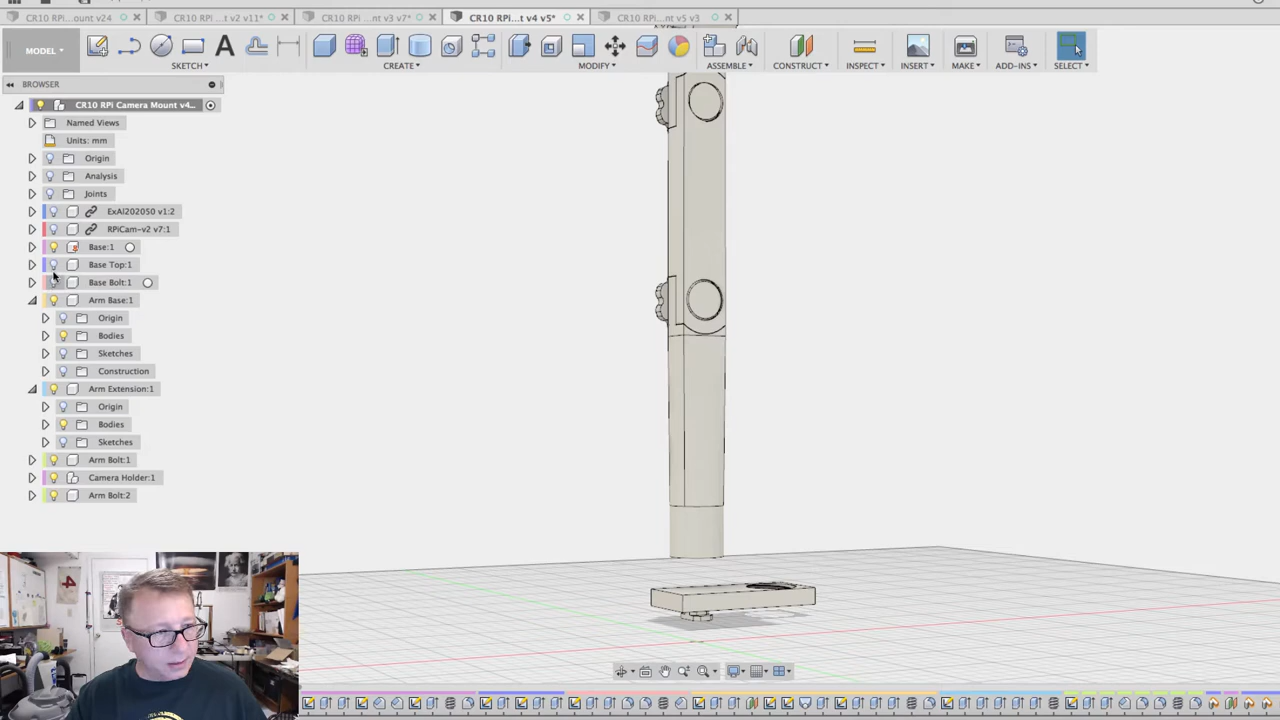 CR10 RPi...ount v24
CR10 RPi...t v2 v11*
CR10 RPi...nt v3 v7*
CR10 RPi...t v4 v5*
CR10 RPi...nt v5 v3
MODEL
SKETCH
CREATE
MODIFY
ASSEMBLE
CONSTRUCT
INSPECT
INSERT
MAKE
ADD-INS
SELECT
BROWSER
CR10 RPi Camera Mount v4...
Named Views
Units: mm
Origin
Analysis
Joints
ExAl202050 v1:2
RPiCam-v2 v7:1
Base:1
Base Top:1
Base Bolt:1
Arm Base:1
Origin
Bodies
Sketches
Construction
Arm Extension:1
Origin
Bodies
Sketches
Arm Bolt:1
Camera Holder:1
Arm Bolt:2